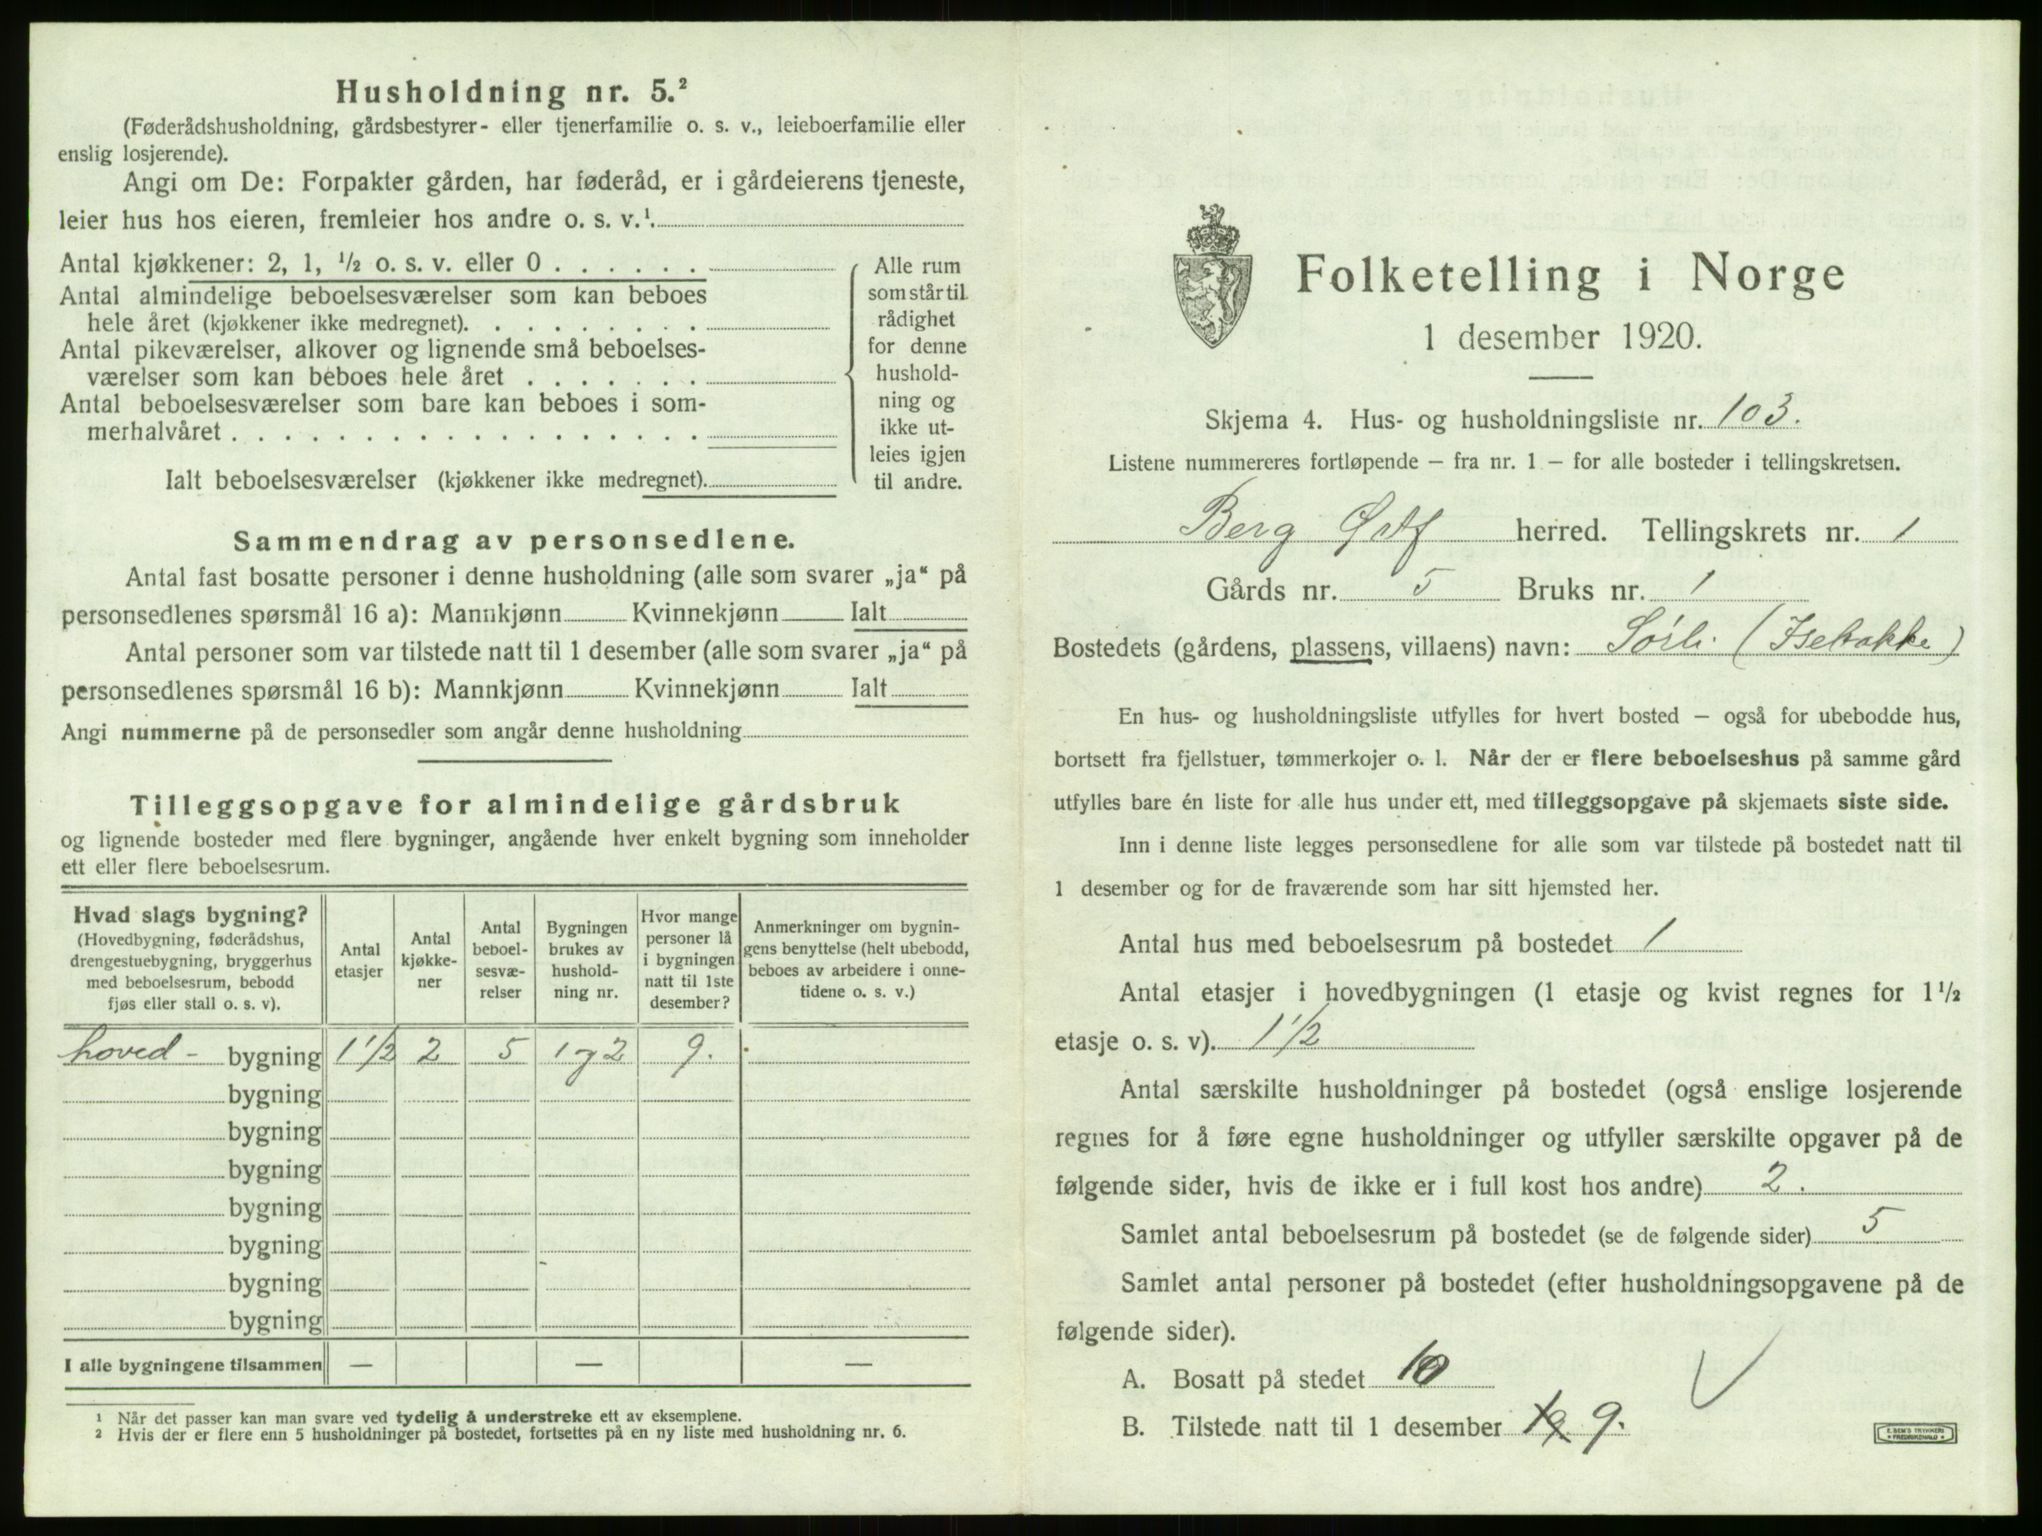 Husholdning nr. 5.²
(Føderådshusholdning, gårdsbestyrer- eller tjenerfamilie o. s. v., leieboerfamilie eller
enslig losjerende).
Angi om De: Forpakter gården, har føderåd, er i gårdeierens tjeneste,
leier hus hos eieren, fremleier hos andre o. s. v.¹.
Antal kjøkkener: 2, 1, ½ o. s. v. eller 0 . . . . . .
Antal almindelige beboelsesværelser som kan beboes
hele året (kjøkkener ikke medregnet). . . . . . . . .
Antal pikeværelser, alkover og lignende små beboelses-
værelser som kan beboes hele året . . . . . . .
Antal beboelsesværelser som bare kan beboes i som-
merhalvåret . . . . . . . . . . . . . . . . . .
Ialt beboelsesværelser (kjøkkener ikke medregnet).
Alle rum
som står til
rådighet
for denne
hushold-
ning og
ikke ut-
leies igjen
til andre.
Sammendrag av personsedlene.
Antal fast bosatte personer i denne husholdning (alle som svarer „ja“ på
personsedlenes spørsmål 16 a): Mannkjønn Kvinnekjønn Ialt
Antal personer som var tilstede natt til 1 desember (alle som svarer „ja“ på
personsedlenes spørsmål 16 b): Mannkjønn Kvinnekjønn Ialt
Angi nummerne på de personsedler som angår denne husholdning
Tilleggsopgave for almindelige gårdsbruk
og lignende bosteder med flere bygninger, angående hver enkelt bygning som inneholder
ett eller flere beboelsesrum.
Hvad slags bygning?
(Hovedbygning, føderådshus,
drengestuebygning, bryggerhus
med beboelsesrum, bebodd
fjøs eller stall o. s. v).
Antal
etasjer
Antal
kjøkke-
ner
Antal
beboel-
sesvæ-
relser
Bygningen
brukes av
hushold-
ning nr.
Hvor mange
personer lå
i bygningen
natt til 1ste
desember?
Anmerkninger om bygnin-
gens benyttelse (helt ubebodd,
beboes av arbeidere i onne-
tidene o. s. v.)
hoved- bygning 1 1/2 2 5 1 og 2 9.
bygning
bygning
bygning
bygning
bygning
bygning
bygning
I alle bygningene tilsammen — — —
¹ Når det passer kan man svare ved tydelig å understreke ett av eksemplene.
² Hvis der er flere enn 5 husholdninger på bostedet, fortsettes på en ny liste med husholdning nr. 6.
Folketelling i Norge
1 desember 1920.
Skjema 4. Hus- og husholdningsliste nr. 103.
Listene nummereres fortløpende – fra nr. 1 – for alle bosteder i tellingskretsen.
Berg Østf herred. Tellingskrets nr. 1
Gårds nr. 5 Bruks nr. 1
Bostedets (gårdens, plassens, villaens) navn: Sørli (Isebakke)
En hus- og husholdningsliste utfylles for hvert bosted – også for ubebodde hus,
bortsett fra fjellstuer, tømmerkojer o. l. Når der er flere beboelseshus på samme gård
utfylles bare én liste for alle hus under ett, med tilleggsopgave på skjemaets siste side.
Inn i denne liste legges personsedlene for alle som var tilstede på bostedet natt til
1 desember og for de fraværende som har sitt hjemsted her.
Antal hus med beboelsesrum på bostedet 1
Antal etasjer i hovedbygningen (1 etasje og kvist regnes for 1½
etasje o. s. v). 1 1/2
Antal særskilte husholdninger på bostedet (også enslige losjerende
regnes for å føre egne husholdninger og utfyller særskilte opgaver på de
følgende sider, hvis de ikke er i full kost hos andre) 2.
Samlet antal beboelsesrum på bostedet (se de følgende sider) 5
Samlet antal personer på bostedet (efter husholdningsopgavene på de
følgende sider).
A. Bosatt på stedet 10
B. Tilstede natt til 1 desember 10 9.
E. SEM'S TRYKKERI
FREDRIKSHALD